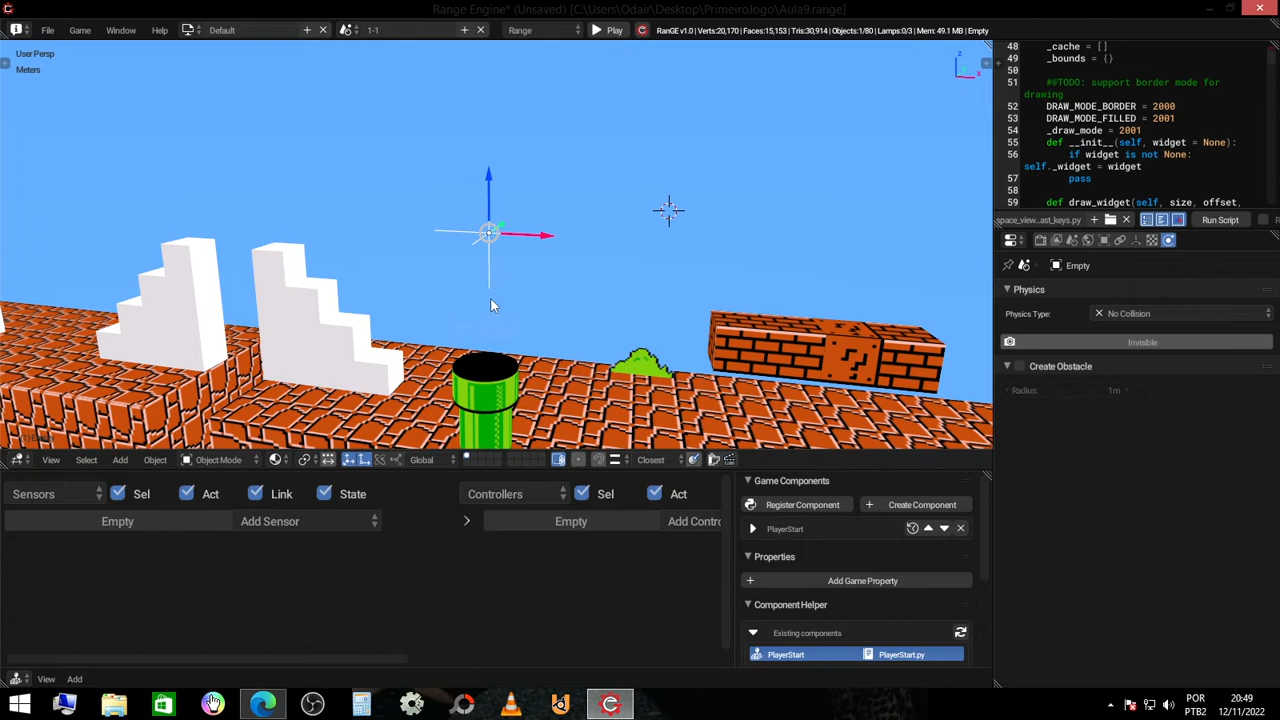 Range Engine* (Unsaved) [C:\Users\Odair\Desktop\PrimeiroJogo\Aula9.range]
File Game Window Help Default 1-1 Range Play RanGE v1.0 | Verts:20,170 | Faces:15,153 | Tris:30,914 | Objects:1/80 | Lamps:0/3 | Mem: 49.1 MB | Empty
User Persp
Meters
z
x
48 _cache = []
49 _bounds = {}
50
51 ##TODO: support border mode for
drawing
52 DRAW_MODE_BORDER = 2000
53 DRAW_MODE_FILLED = 2001
54 _draw_mode = 2001
55 def __init__(self, widget = None):
56 if widget is not None:
self._widget = widget
57 pass
58
59 def draw_widget(self, size, offset,
space_view...ast_keys.py Run Script
Empty
Physics
Physics Type: No Collision
Invisible
Create Obstacle
Radius: 1m
(1) Empty
View Select Add Object Object Mode Global Closest
Sensors Sel Act Link State Controllers Sel Act
Empty Add Sensor Empty Add Contro
Game Components
Register Component Create Component
PlayerStart
Properties
Add Game Property
Component Helper
Existing components
PlayerStart PlayerStart.py
View Add
POR
PTB2
20:49
12/11/2022